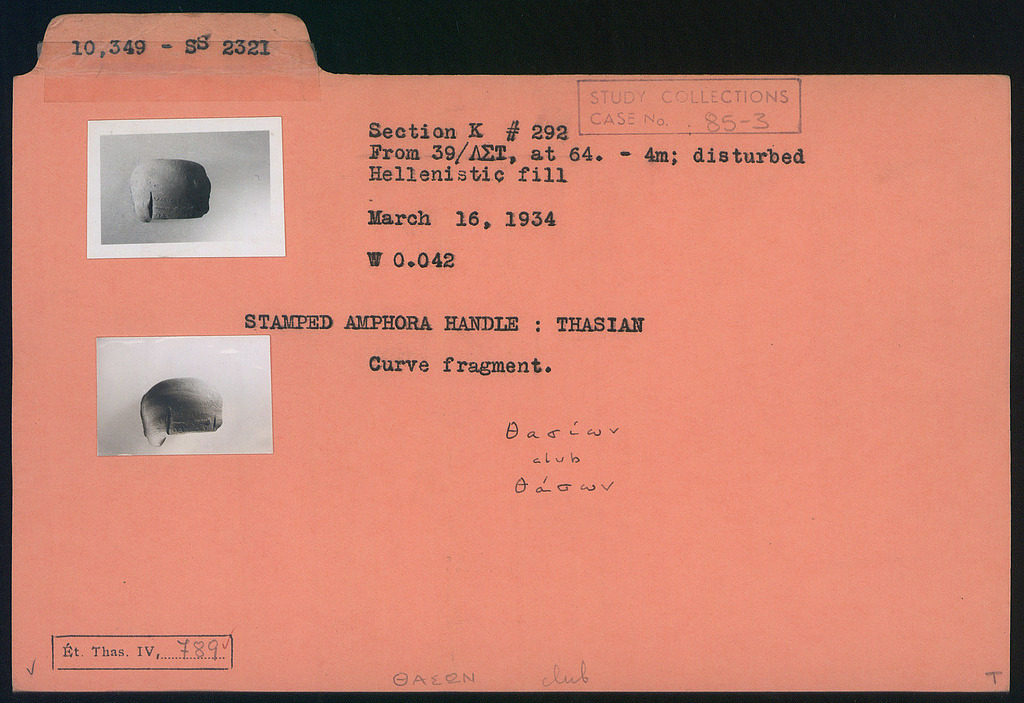 10,349 - SS 2321
STUDY COLLECTIONS
CASE No. : 85-3
Section K # 292
From 39/ΛΣΤ, at 64. - 4m; disturbed
Hellenistic fill
March 16, 1934
W 0.042
STAMPED AMPHORA HANDLE : THASIAN
Curve fragment.
Θασίων
club
Θάσων
Ét. Thas. IV, 789
ΘΑΣΩΝ club
T